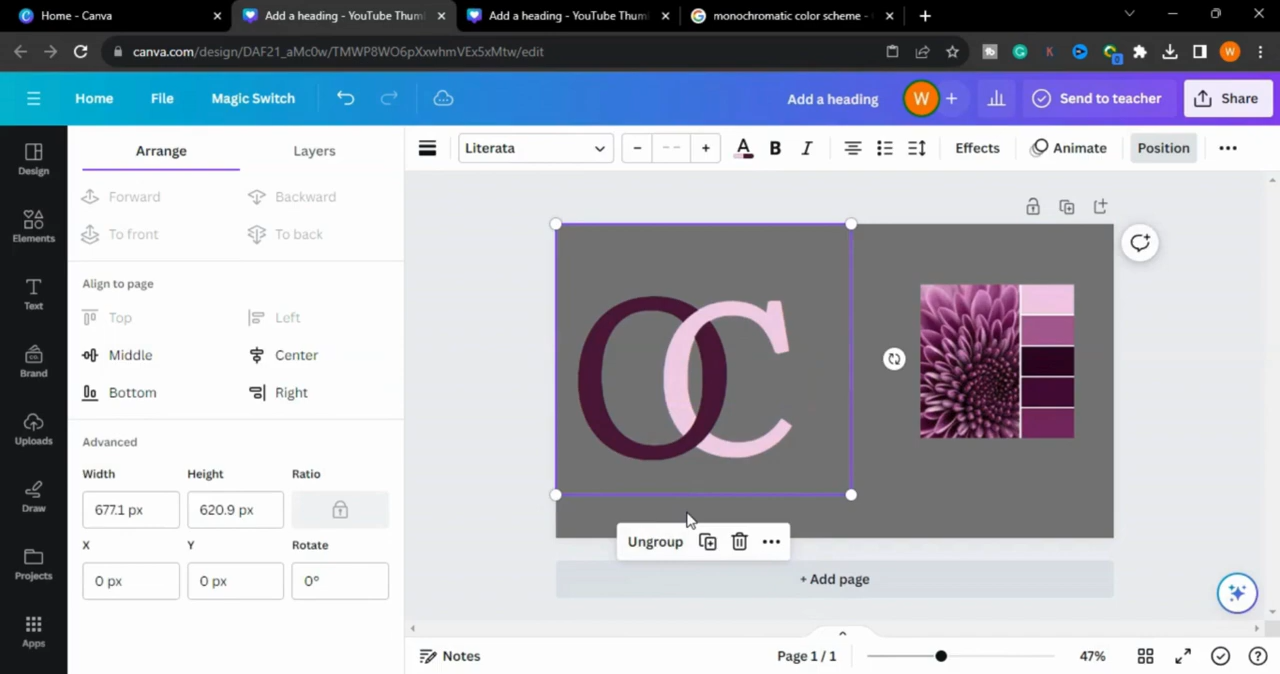 Home - Canva
Add a heading - YouTube Thum
Add a heading - YouTube Thum
monochromatic color scheme -
canva.com/design/DAF21_aMc0w/TMWP8WO6pXxwhmVEx5xMtw/edit
W
Home
File
Magic Switch
Add a heading
W
Send to teacher
Share
Design
Elements
Text
Brand
Uploads
Draw
Projects
Apps
Arrange
Layers
Forward
Backward
To front
To back
Align to page
Top
Left
Middle
Center
Bottom
Right
Advanced
Width
Height
Ratio
677.1 px
620.9 px
X
Y
Rotate
0 px
0 px
0°
Literata
- --  +
A
B
I
Effects
Animate
Position
OC
Ungroup
+ Add page
Notes
Page 1 / 1
47%